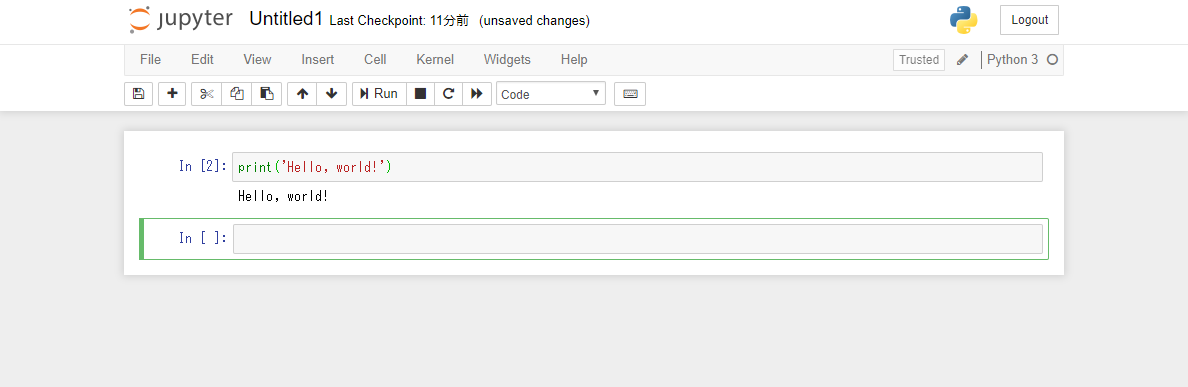 jupyter Untitled1 Last Checkpoint: 11分前 (unsaved changes) Logout
File Edit View Insert Cell Kernel Widgets Help Trusted Python 3
Run Code
In [2]: print('Hello, world!')
Hello, world!
In [ ]: